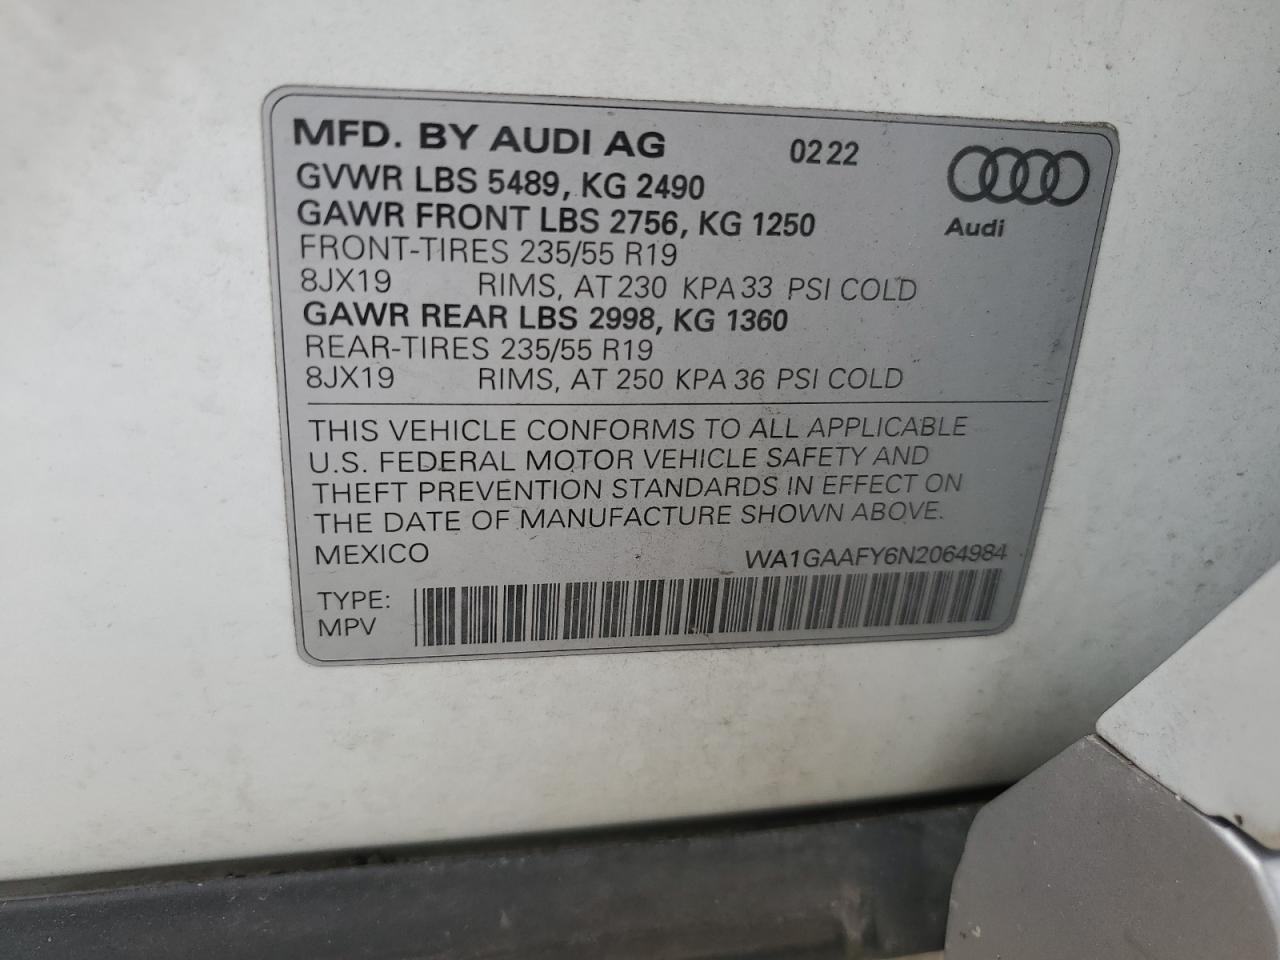 MFD. BY AUDI AG 02 22
GVWR LBS 5489, KG 2490
GAWR FRONT LBS 2756, KG 1250
Audi
FRONT-TIRES 235/55 R19
8JX19 RIMS, AT 230 KPA 33 PSI COLD
GAWR REAR LBS 2998, KG 1360
REAR-TIRES 235/55 R19
8JX19 RIMS, AT 250 KPA 36 PSI COLD
THIS VEHICLE CONFORMS TO ALL APPLICABLE
U.S. FEDERAL MOTOR VEHICLE SAFETY AND
THEFT PREVENTION STANDARDS IN EFFECT ON
THE DATE OF MANUFACTURE SHOWN ABOVE.
MEXICO WA1GAAFY6N2064984
TYPE:
MPV